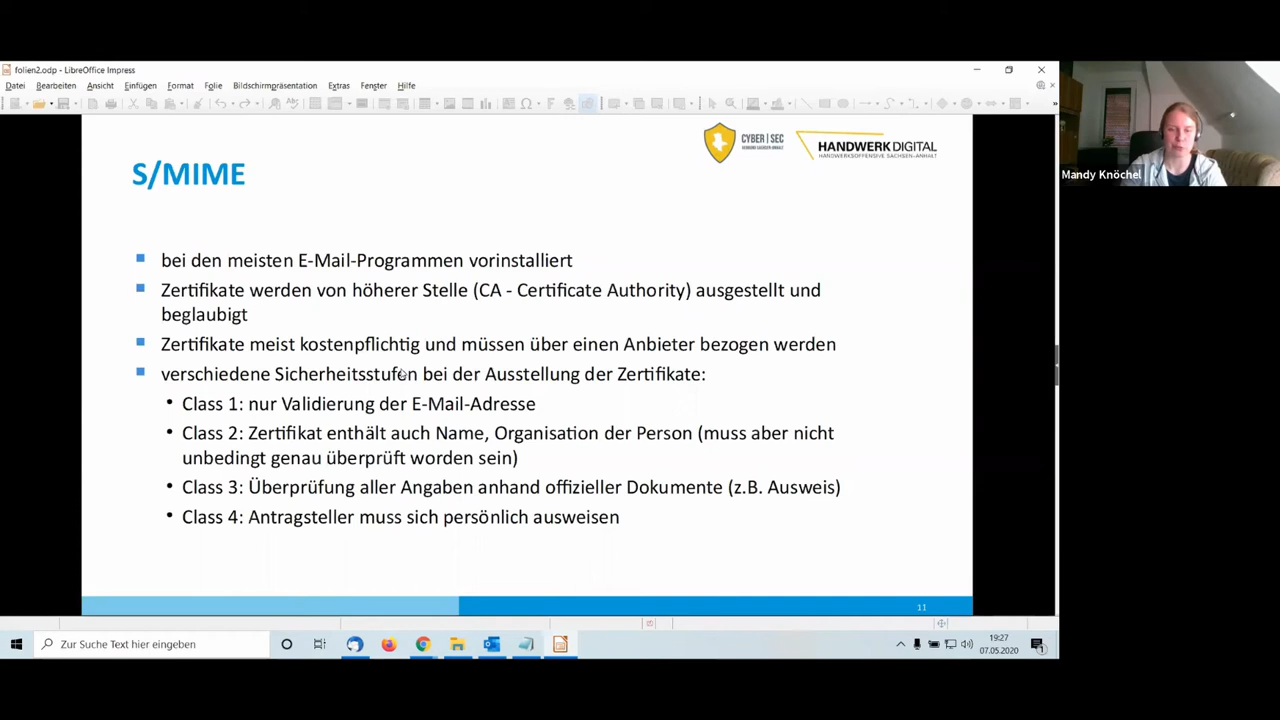 folien2.odp - LibreOffice Impress
Datei Bearbeiten Ansicht Einfügen Format Folie Bildschirmpräsentation Extras Fenster Hilfe
CYBER|SEC
HANDWERK DIGITAL
HANDWERKSOFFENSIVE SACHSEN-ANHALT
Mandy Knöchel
S/MIME
bei den meisten E-Mail-Programmen vorinstalliert
Zertifikate werden von höherer Stelle (CA - Certificate Authority) ausgestellt und
beglaubigt
Zertifikate meist kostenpflichtig und müssen über einen Anbieter bezogen werden
verschiedene Sicherheitsstufen bei der Ausstellung der Zertifikate:
• Class 1: nur Validierung der E-Mail-Adresse
• Class 2: Zertifikat enthält auch Name, Organisation der Person (muss aber nicht
unbedingt genau überprüft worden sein)
• Class 3: Überprüfung aller Angaben anhand offizieller Dokumente (z.B. Ausweis)
• Class 4: Antragsteller muss sich persönlich ausweisen
11
Zur Suche Text hier eingeben
19:27
07.05.2020